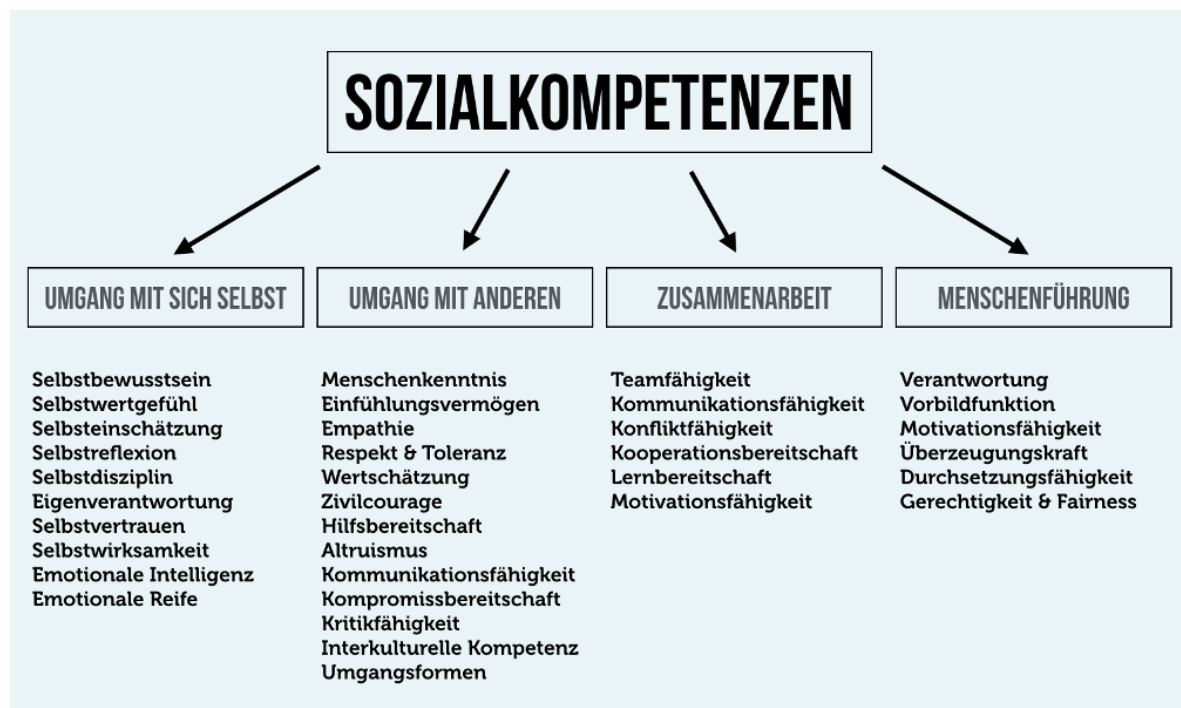 SOZIALKOMPETENZEN
UMGANG MIT SICH SELBST
Selbstbewusstsein
Selbstwertgefühl
Selbsteinschätzung
Selbstreflexion
Selbstdisziplin
Eigenverantwortung
Selbstvertrauen
Selbstwirksamkeit
Emotionale Intelligenz
Emotionale Reife
UMGANG MIT ANDEREN
Menschenkenntnis
Einfühlungsvermögen
Empathie
Respekt & Toleranz
Wertschätzung
Zivilcourage
Hilfsbereitschaft
Altruismus
Kommunikationsfähigkeit
Kompromissbereitschaft
Kritikfähigkeit
Interkulturelle Kompetenz
Umgangsformen
ZUSAMMENARBEIT
Teamfähigkeit
Kommunikationsfähigkeit
Konfliktfähigkeit
Kooperationsbereitschaft
Lernbereitschaft
Motivationsfähigkeit
MENSCHENFÜHRUNG
Verantwortung
Vorbildfunktion
Motivationsfähigkeit
Überzeugungskraft
Durchsetzungsfähigkeit
Gerechtigkeit & Fairness